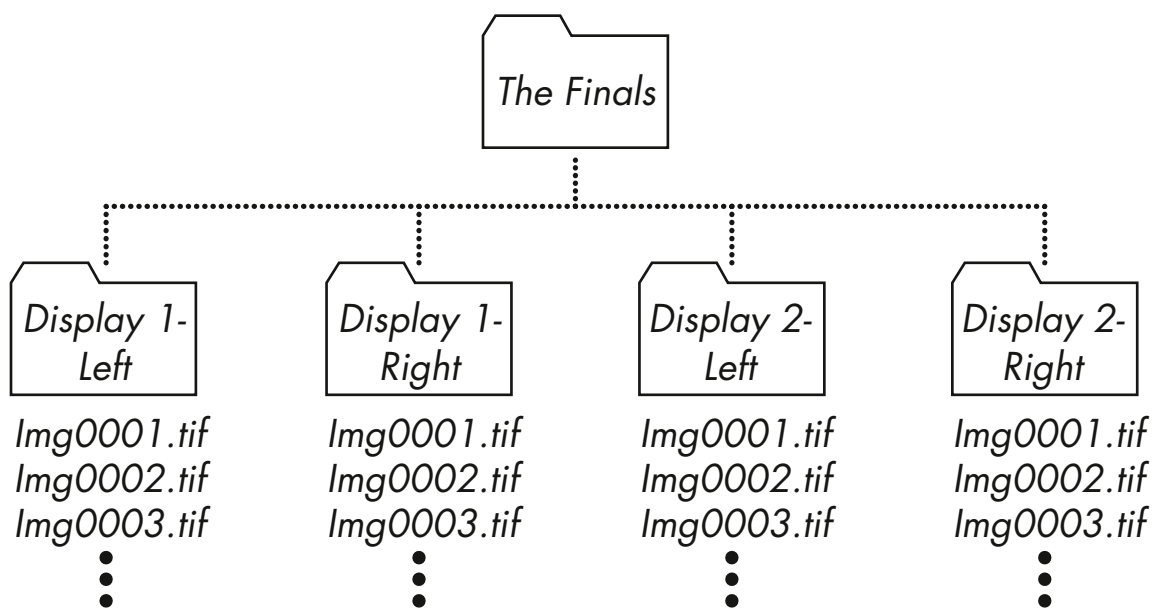 The Finals
Display 1-
Left
Display 1-
Right
Display 2-
Left
Display 2-
Right
Img0001.tif
Img0002.tif
Img0003.tif
Img0001.tif
Img0002.tif
Img0003.tif
Img0001.tif
Img0002.tif
Img0003.tif
Img0001.tif
Img0002.tif
Img0003.tif